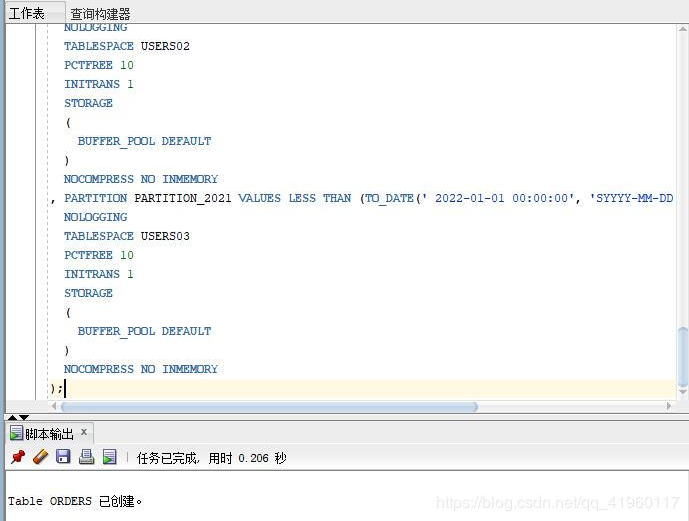 工作表 查询构建器
NOLOGGING
TABLESPACE USERS02
PCTFREE 10
INITRANS 1
STORAGE
(
BUFFER_POOL DEFAULT
)
NOCOMPRESS NO INMEMORY
, PARTITION PARTITION_2021 VALUES LESS THAN (TO_DATE(' 2022-01-01 00:00:00', 'SYYYY-MM-DD
NOLOGGING
TABLESPACE USERS03
PCTFREE 10
INITRANS 1
STORAGE
(
BUFFER_POOL DEFAULT
)
NOCOMPRESS NO INMEMORY
);
脚本输出 x
任务已完成, 用时 0.206 秒
Table ORDERS 已创建。
https://blog.csdn.net/qq_41960117